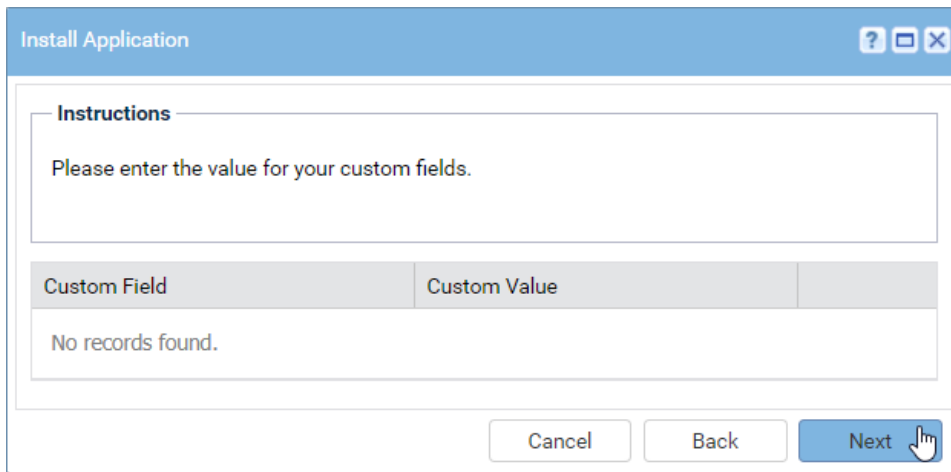 Install Application
Instructions
Please enter the value for your custom fields.
Custom Field Custom Value
No records found.
Cancel Back Next